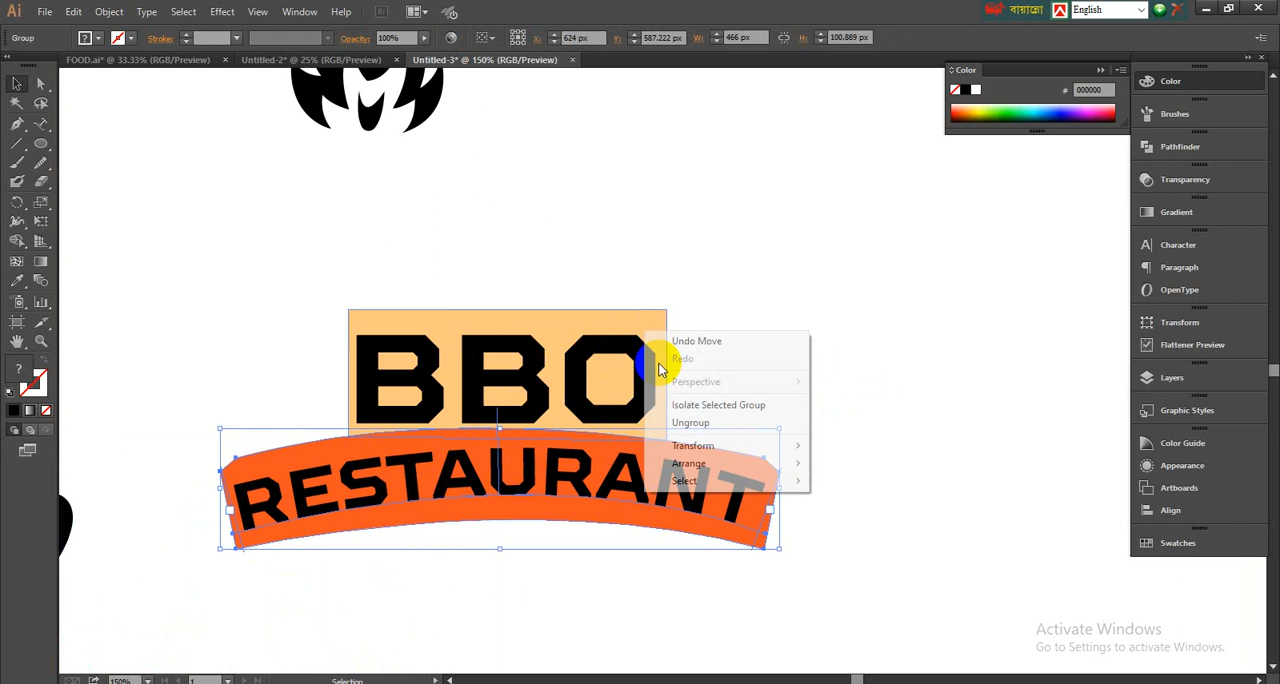 Ai File Edit Object Type Select Effect View Window Help Br বায়ান্নো English
Group Stroke: Opacity: 100% X: 624 px Y: 587.222 px W: 466 px H: 100.889 px
FOOD.ai* @ 33.33% (RGB/Preview) × Untitled-2* @ 25% (RGB/Preview) × Untitled-3* @ 150% (RGB/Preview) ×
Color
# 000000
Color
Brushes
Pathfinder
Transparency
Gradient
Character
Paragraph
OpenType
Transform
Flattener Preview
Layers
Graphic Styles
Color Guide
Appearance
Artboards
Align
Swatches
BBO
RESTAURANT
Undo Move
Redo
Perspective
Isolate Selected Group
Ungroup
Transform
Arrange
Select
?
Activate Windows
Go to Settings to activate Windows.
150% 1 Selection